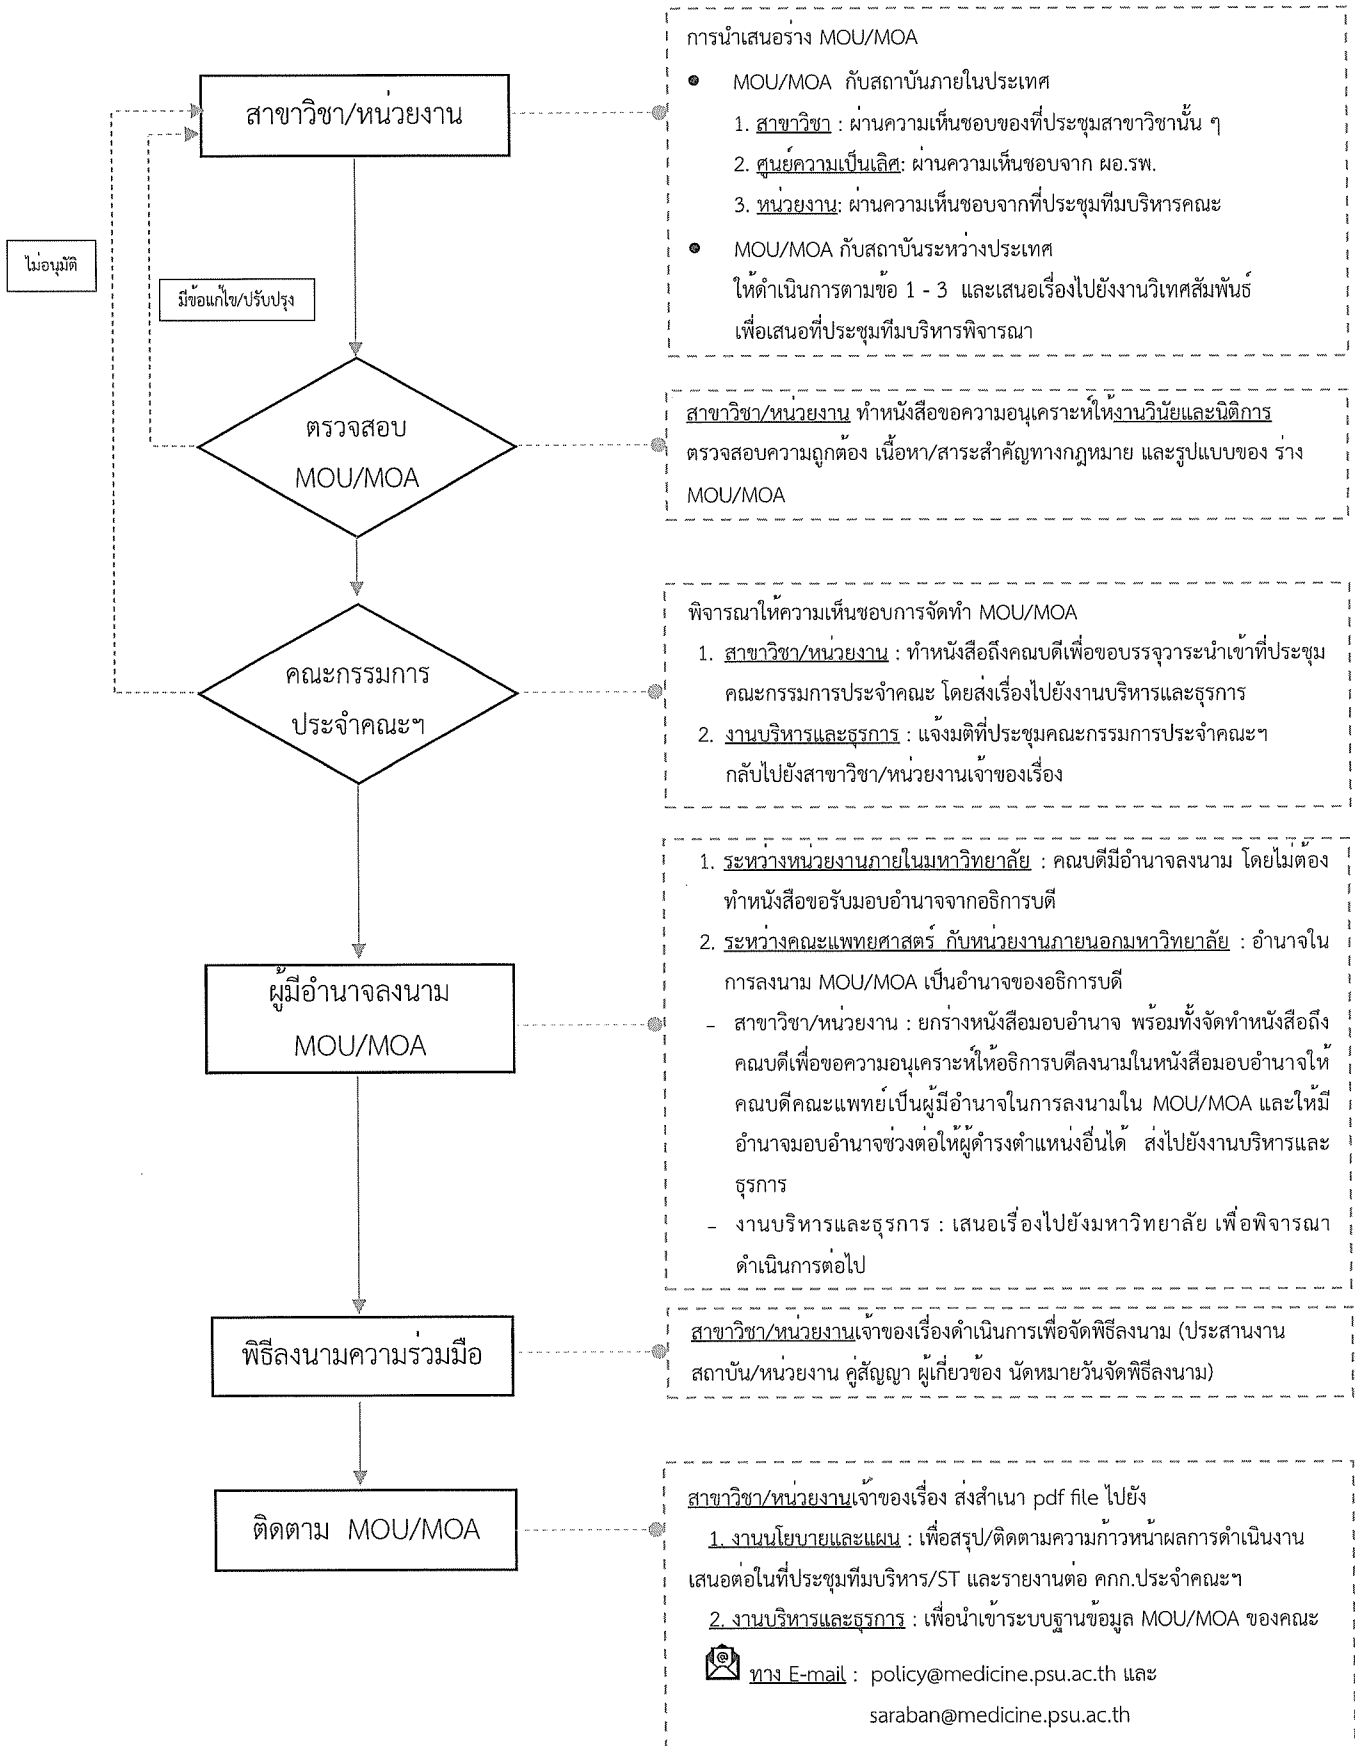 การนำเสนอร่าง MOU/MOA
● MOU/MOA กับสถาบันภายในประเทศ
สาขาวิชา/หน่วยงาน
1. สาขาวิชา : ผ่านความเห็นชอบของที่ประชุมสาขาวิชานั้น ๆ
2. ศูนย์ความเป็นเลิศ: ผ่านความเห็นชอบจาก ผอ.รพ.
3. หน่วยงาน: ผ่านความเห็นชอบจากที่ประชุมทีมบริหารคณะ
● MOU/MOA กับสถาบันระหว่างประเทศ
ให้ดำเนินการตามข้อ 1 - 3 และเสนอเรื่องไปยังงานวิเทศสัมพันธ์
เพื่อเสนอที่ประชุมทีมบริหารพิจารณา
ไม่อนุมัติ
มีข้อแก้ไข/ปรับปรุง
ตรวจสอบ
MOU/MOA
สาขาวิชา/หน่วยงาน ทำหนังสือขอความอนุเคราะห์ให้งานวินัยและนิติการ
ตรวจสอบความถูกต้อง เนื้อหา/สาระสำคัญทางกฎหมาย และรูปแบบของ ร่าง
MOU/MOA
คณะกรรมการ
ประจำคณะฯ
พิจารณาให้ความเห็นชอบการจัดทำ MOU/MOA
1. สาขาวิชา/หน่วยงาน : ทำหนังสือถึงคณบดีเพื่อขอบรรจุวาระนำเข้าที่ประชุม
คณะกรรมการประจำคณะ โดยส่งเรื่องไปยังงานบริหารและธุรการ
2. งานบริหารและธุรการ : แจ้งมติที่ประชุมคณะกรรมการประจำคณะฯ
กลับไปยังสาขาวิชา/หน่วยงานเจ้าของเรื่อง
ผู้มีอำนาจลงนาม
MOU/MOA
1. ระหว่างหน่วยงานภายในมหาวิทยาลัย : คณบดีมีอำนาจลงนาม โดยไม่ต้อง
ทำหนังสือขอรับมอบอำนาจจากอธิการบดี
2. ระหว่างคณะแพทยศาสตร์ กับหน่วยงานภายนอกมหาวิทยาลัย : อำนาจใน
การลงนาม MOU/MOA เป็นอำนาจของอธิการบดี
- สาขาวิชา/หน่วยงาน : ยกร่างหนังสือมอบอำนาจ พร้อมทั้งจัดทำหนังสือถึง
คณบดีเพื่อขอความอนุเคราะห์ให้อธิการบดีลงนามในหนังสือมอบอำนาจให้
คณบดีคณะแพทย์เป็นผู้มีอำนาจในการลงนามใน MOU/MOA และให้มี
อำนาจมอบอำนาจช่วงต่อให้ผู้ดำรงตำแหน่งอื่นได้ ส่งไปยังงานบริหารและ
ธุรการ
- งานบริหารและธุรการ : เสนอเรื่องไปยังมหาวิทยาลัย เพื่อพิจารณา
ดำเนินการต่อไป
พิธีลงนามความร่วมมือ
สาขาวิชา/หน่วยงานเจ้าของเรื่องดำเนินการเพื่อจัดพิธีลงนาม (ประสานงาน
สถาบัน/หน่วยงาน คู่สัญญา ผู้เกี่ยวข้อง นัดหมายวันจัดพิธีลงนาม)
ติดตาม MOU/MOA
สาขาวิชา/หน่วยงานเจ้าของเรื่อง ส่งสำเนา pdf file ไปยัง
1. งานนโยบายและแผน : เพื่อสรุป/ติดตามความก้าวหน้าผลการดำเนินงาน
เสนอต่อในที่ประชุมทีมบริหาร/ST และรายงานต่อ คกก.ประจำคณะฯ
2. งานบริหารและธุรการ : เพื่อนำเข้าระบบฐานข้อมูล MOU/MOA ของคณะ
ทาง E-mail : policy@medicine.psu.ac.th และ
saraban@medicine.psu.ac.th